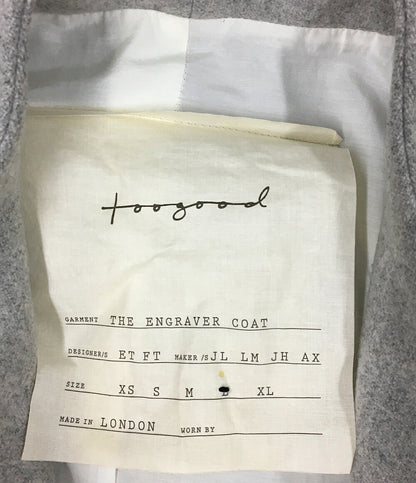 toogood
GARMENT THE ENGRAVER COAT
DESIGNER/S ET FT MAKER/S JL LM JH AX
SIZE XS S M L XL
MADE IN LONDON WORN BY